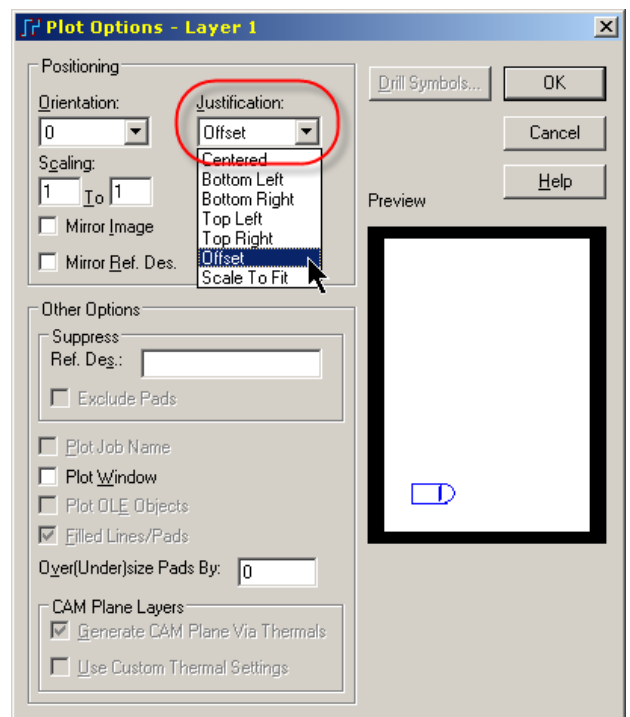 Plot Options - Layer 1
Positioning
Orientation:
0
Justification:
Offset
Centered
Bottom Left
Bottom Right
Top Left
Top Right
Offset
Scale To Fit
Scaling:
1 To 1
Mirror Image
Mirror Ref. Des.
Drill Symbols...
OK
Cancel
Help
Preview
Other Options
Suppress
Ref. Des.:
Exclude Pads
Plot Job Name
Plot Window
Plot OLE Objects
Filled Lines/Pads
Over(Under)size Pads By: 0
CAM Plane Layers
Generate CAM Plane Via Thermals
Use Custom Thermal Settings